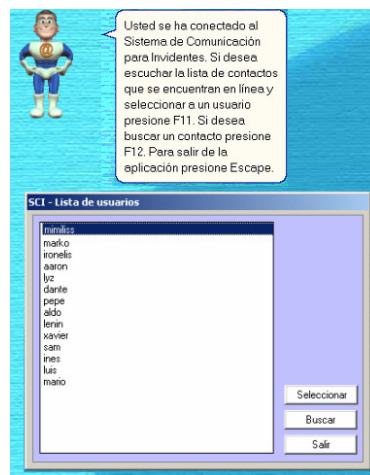 Usted se ha conectado al
Sistema de Comunicación
para Invidentes. Si desea
escuchar la lista de contactos
que se encuentran en línea y
seleccionar a un usuario
presione F11. Si desea
buscar un contacto presione
F12. Para salir de la
aplicación presione Escape.
@
SCI - Lista de usuarios
mimiliss
marko
ironelis
aaron
lyz
dante
pepe
aldo
lenin
xavier
sam
ines
luis
mario
Seleccionar
Buscar
Salir